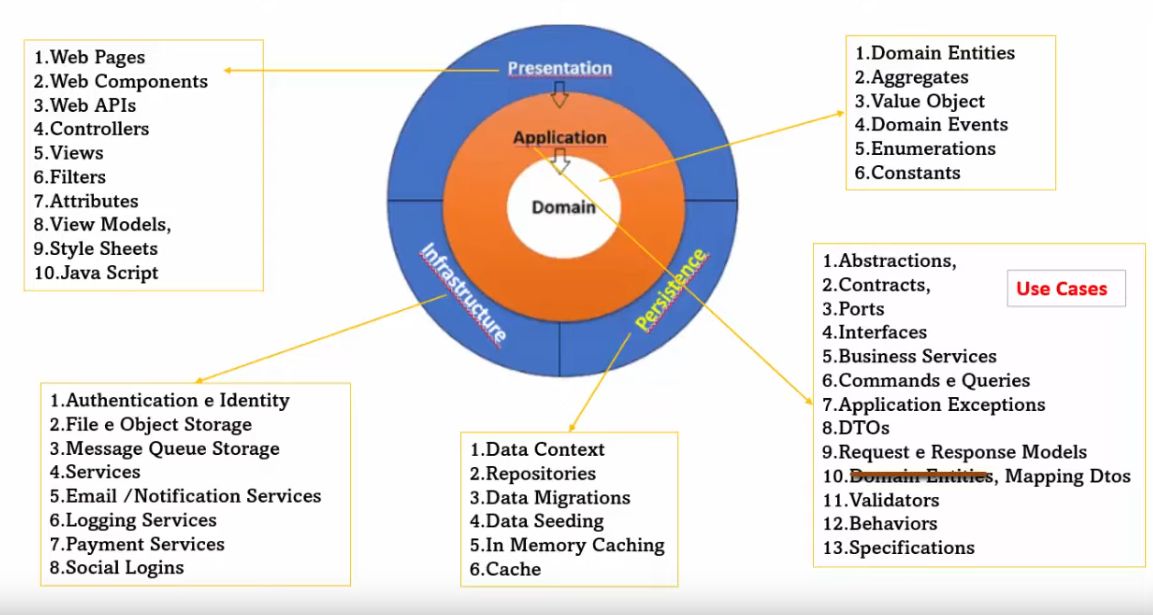 1.Web Pages
2.Web Components
3.Web APIs
4.Controllers
5.Views
6.Filters
7.Attributes
8.View Models,
9.Style Sheets
10.Java Script
Presentation
Application
Domain
Infrastructure
Persistence
1.Domain Entities
2.Aggregates
3.Value Object
4.Domain Events
5.Enumerations
6.Constants
Use Cases
1.Abstractions,
2.Contracts,
3.Ports
4.Interfaces
5.Business Services
6.Commands e Queries
7.Application Exceptions
8.DTOs
9.Request e Response Models
10.Domain Entities, Mapping Dtos
11.Validators
12.Behaviors
13.Specifications
1.Authentication e Identity
2.File e Object Storage
3.Message Queue Storage
4.Services
5.Email /Notification Services
6.Logging Services
7.Payment Services
8.Social Logins
1.Data Context
2.Repositories
3.Data Migrations
4.Data Seeding
5.In Memory Caching
6.Cache